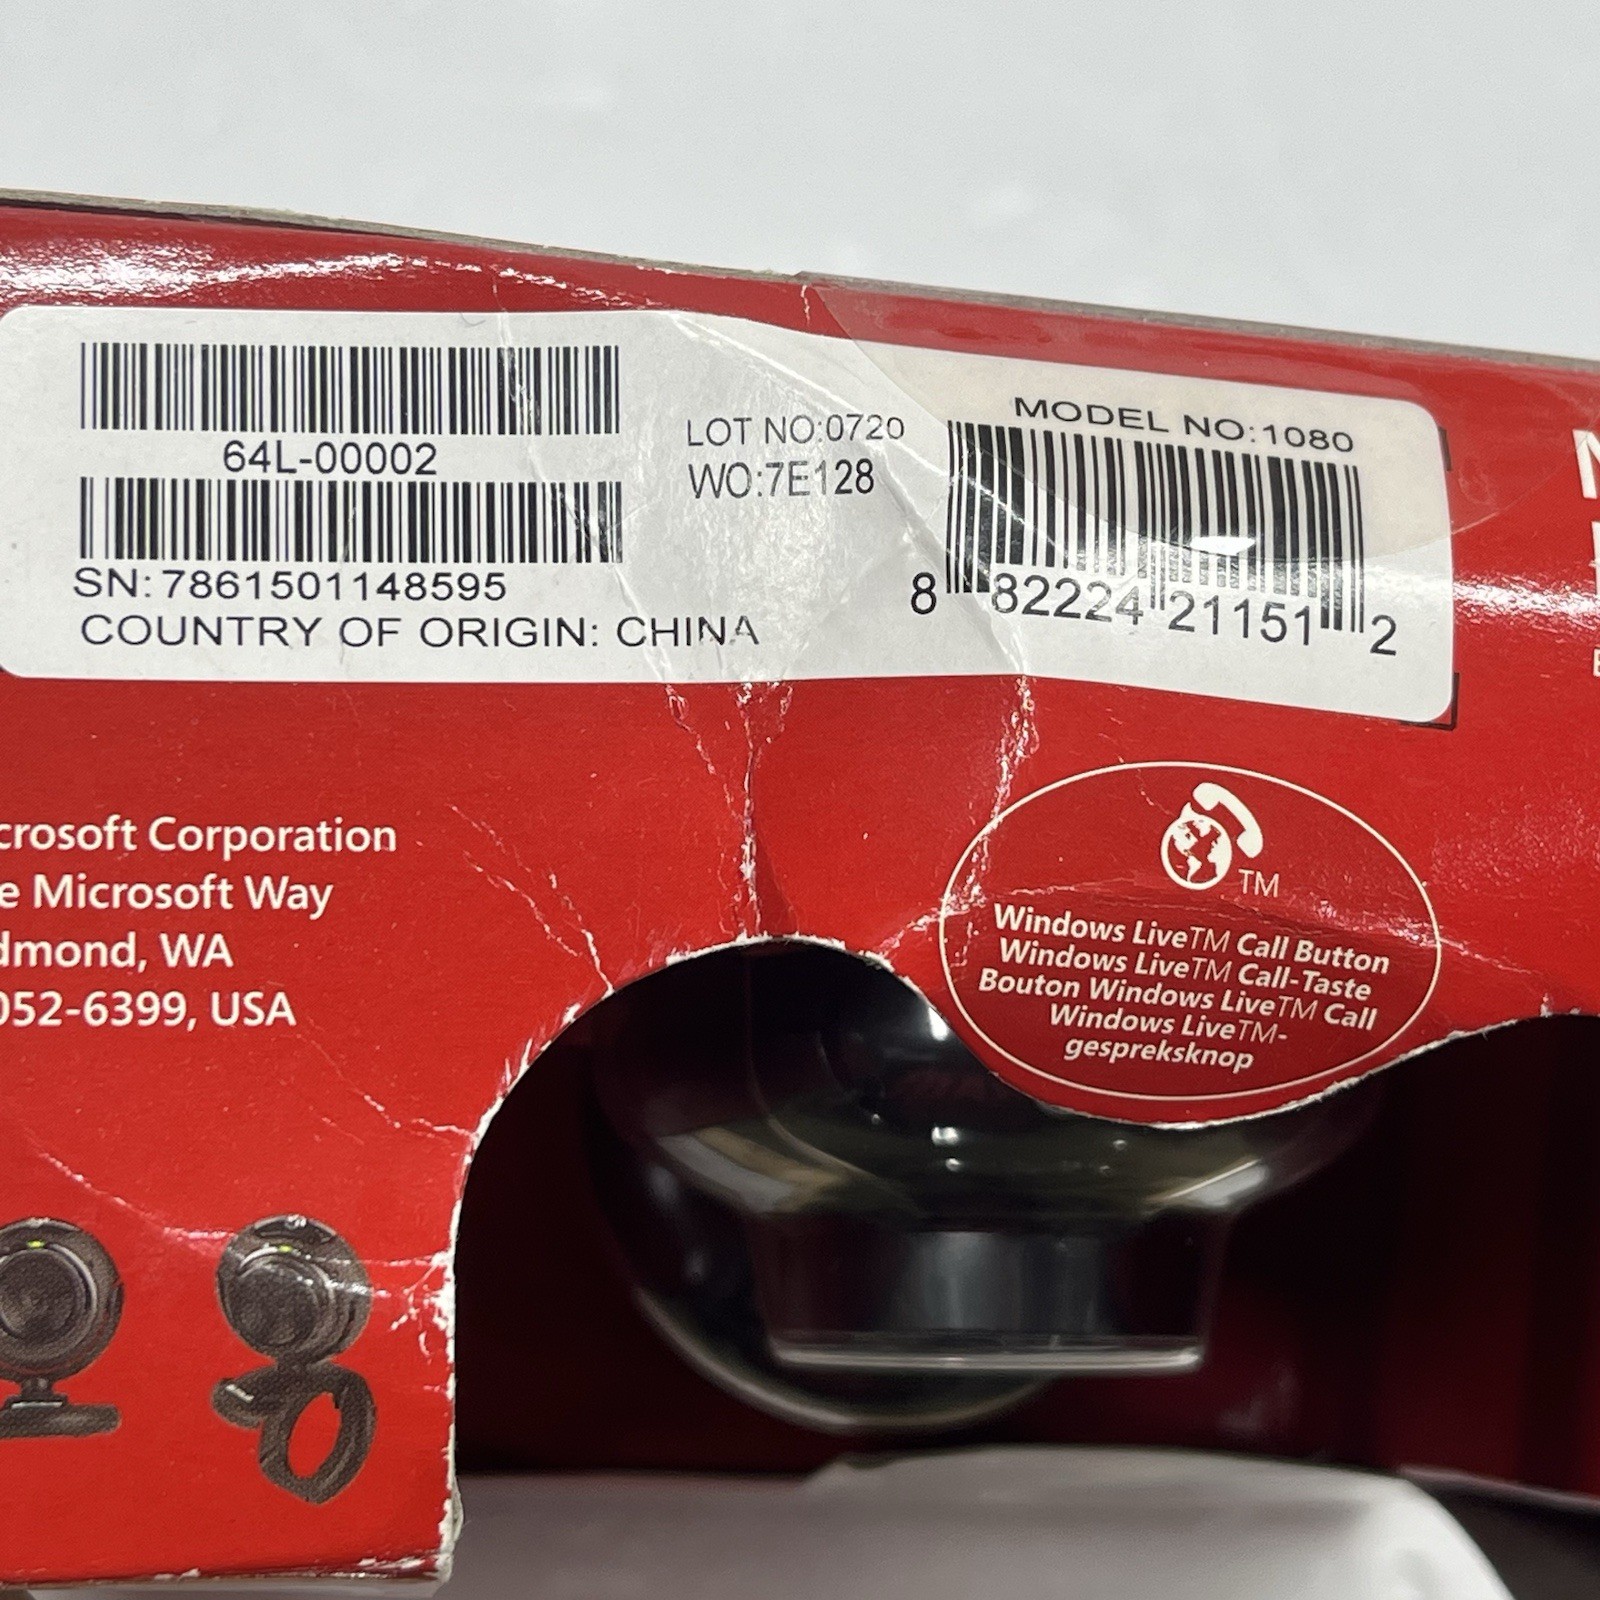 64L-00002
SN: 7861501148595
COUNTRY OF ORIGIN: CHINA
LOT NO:0720
WO:7E128
MODEL NO:1080
8 82224 21151 2
crosoft Corporation
e Microsoft Way
dmond, WA
052-6399, USA
TM
Windows Live™ Call Button
Windows Live™ Call-Taste
Bouton Windows Live™ Call
Windows Live™-
gespreksknop